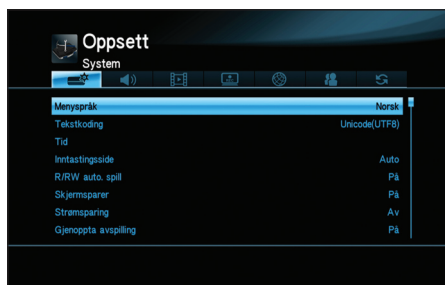 Oppsett
System
Menyspråk Norsk
Tekstkoding Unicode(UTF8)
Tid
Inntastingsside Auto
R/RW auto. spill På
Skjermsparer På
Strømsparing Av
Gjenoppta avspilling På